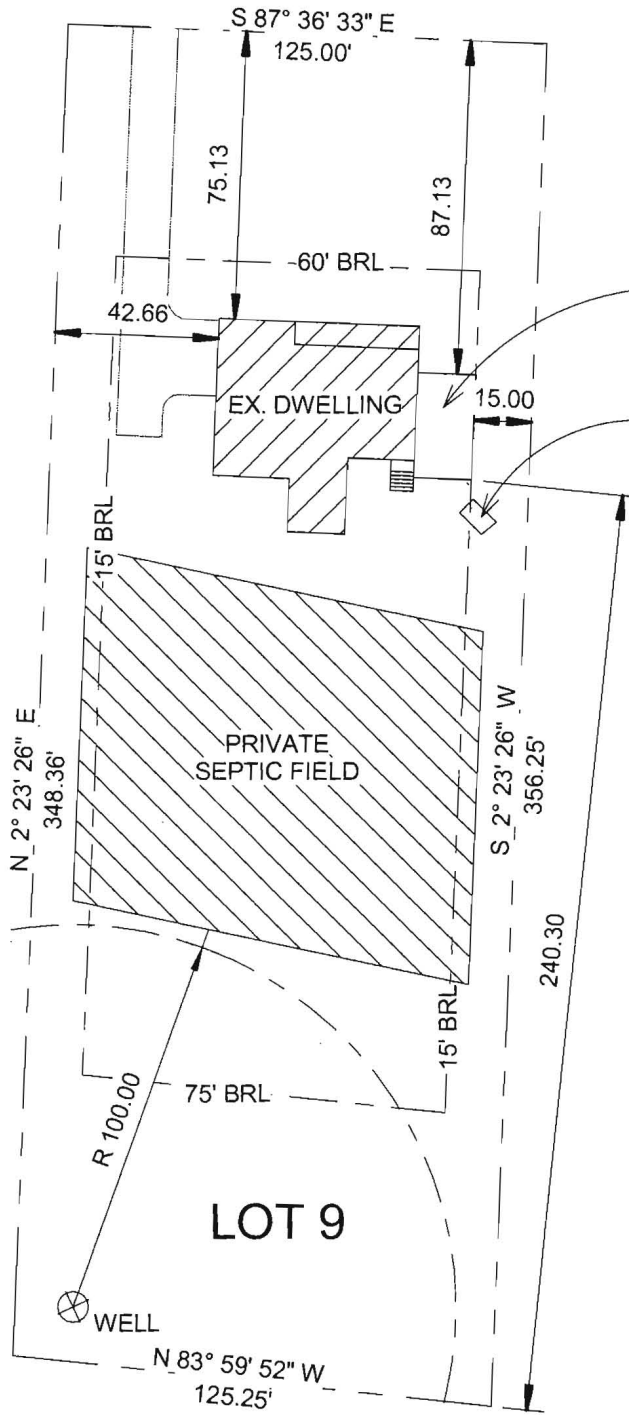 S 87° 36' 33" E
125.00'
75.13
87.13
60' BRL
42.66
EX. DWELLING
15.00
15' BRL
PRIVATE
SEPTIC FIELD
N 2° 23' 26" E
348.36'
S 2° 23' 26" W
356.25'
240.30
15' BRL
75' BRL
R 100.00
LOT 9
WELL
N 83° 59' 52" W
125.25'